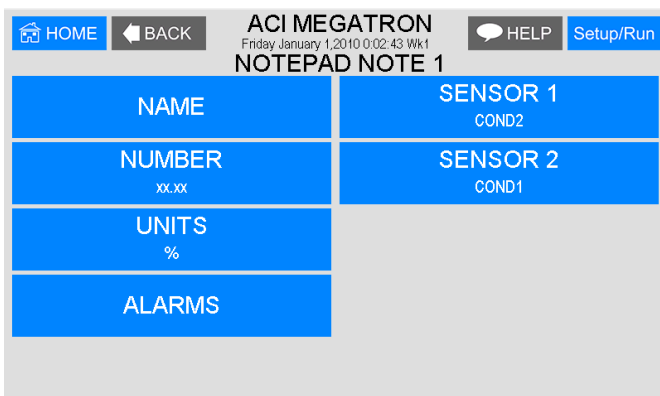 HOME
BACK
ACI MEGATRON
Friday January 1,2010 0:02:43 Wk1
NOTEPAD NOTE 1
HELP
Setup/Run
NAME
SENSOR 1
COND2
NUMBER
xx.xx
SENSOR 2
COND1
UNITS
%
ALARMS